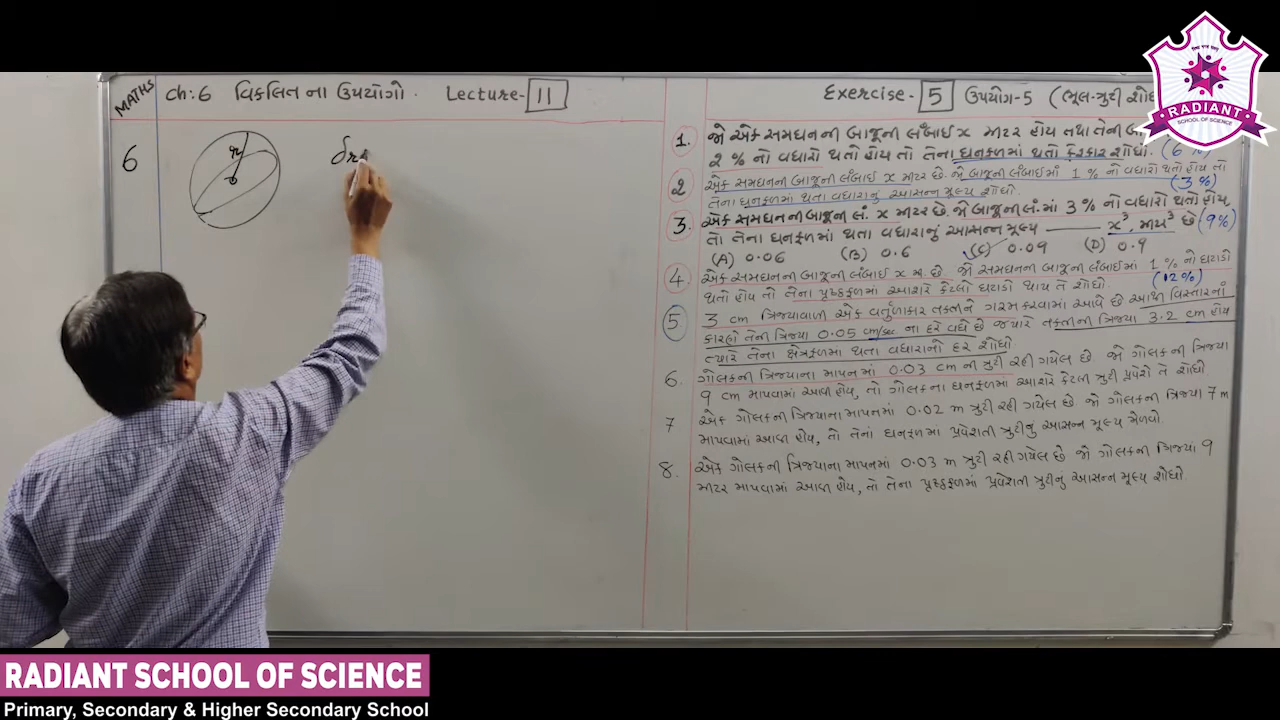 MATHS
Ch:6 વિકલિત ના ઉપયોગો. Lecture- 11
6
r
δr
Exercise- 5 ઉપયોગ-5 (ભૂલ-ત્રુટી શોધ
1. જો એક સમઘનની બાજૂની લંબાઈ x મીટર હોય તથા તેની બા
2 % નો વધારો થતો હોય તો તેના ઘનફળમાં થતો ફેરફાર શોધો. (6
2 એક સમઘનની બાજૂની લંબાઈ x મીટર છે. જો બાજૂની લંબાઈમાં 1 % નો વધારો થતો હોય તો
તેના ઘનફળમાં થતા વધારાનું આસન્ન મૂલ્ય શોધો. (3 %)
3. એક સમઘનની બાજૂની લં. x મીટર છે. જો બાજૂની લં.માં 3 % નો વધારો થતો હોય,
તો તેના ઘનફળમાં થતા વધારાનું આસન્ન મૂલ્ય ______ x³, મીટર³ છે (9%)
(A) 0.06 (B) 0.6 (C) 0.09 (D) 0.9
4 એક સમઘનની બાજૂની લંબાઈ x મી. છે. જો સમઘનની બાજૂની લંબાઈમાં 1 % નો ઘટાડો
થતો હોય તો તેના પૃષ્ઠફળમાં આશરે કેટલો ઘટાડો થાય તે શોધો. (12%)
5 3 cm ત્રિજ્યાવાળી એક વર્તુળાકાર તકતીને ગરમ કરવામાં આવે છે આથી વિસ્તારનાં
કારણે તેની ત્રિજ્યા 0.05 cm/sec ના દરે વધે છે જ્યારે તકતીની ત્રિજ્યા 3.2 cm હોય
ત્યારે તેના ક્ષેત્રફળમાં થતા વધારાનો દર શોધો
6. ગોલકની ત્રિજ્યાના માપનમાં 0.03 cm ની ત્રુટી રહી ગયેલ છે જો ગોલકની ત્રિજ્યા
9 cm માપવામાં આવી હોય, તો ગોલકના ઘનફળમાં આશરે કેટલી ત્રુટી પ્રવેશે તે શોધો
7 એક ગોલકની ત્રિજ્યાના માપનમાં 0.02 m ત્રુટી રહી ગયેલ છે. જો ગોલકની ત્રિજ્યા 7 m
માપવામાં આવી હોય, તો તેનાં ઘનફળમાં પ્રવેશતી ત્રુટીનું આસન્ન મૂલ્ય મેળવો.
8. એક ગોલકની ત્રિજ્યાના માપનમાં 0.03 m ત્રુટી રહી ગયેલ છે જો ગોલકની ત્રિજ્યા 9
મીટર માપવામાં આવી હોય, તો તેના પૃષ્ઠફળમાં પ્રવેશતી ત્રુટીનું આસન્ન મૂલ્ય શોધો.
RADIANT
SCHOOL OF SCIENCE
RADIANT SCHOOL OF SCIENCE
Primary, Secondary & Higher Secondary School